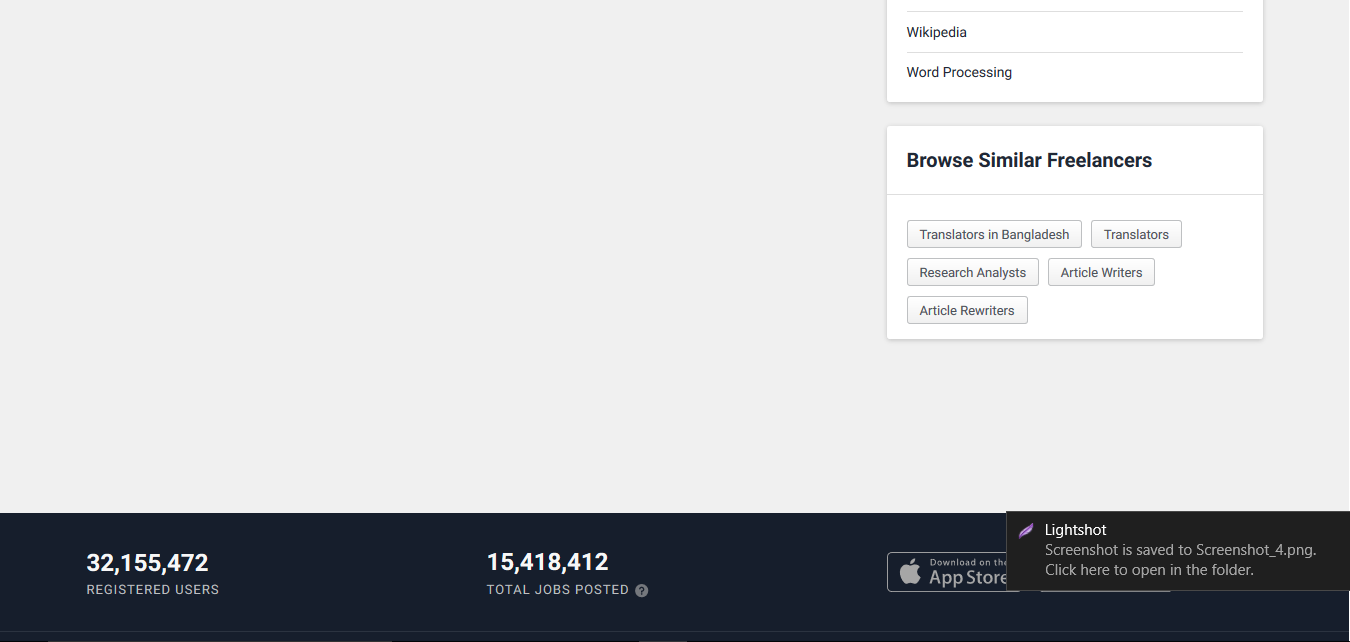 Wikipedia
Word Processing
Browse Similar Freelancers
Translators in Bangladesh
Translators
Research Analysts
Article Writers
Article Rewriters
32,155,472
REGISTERED USERS
15,418,412
TOTAL JOBS POSTED ?
Download on the
App Store
Lightshot
Screenshot is saved to Screenshot_4.png.
Click here to open in the folder.